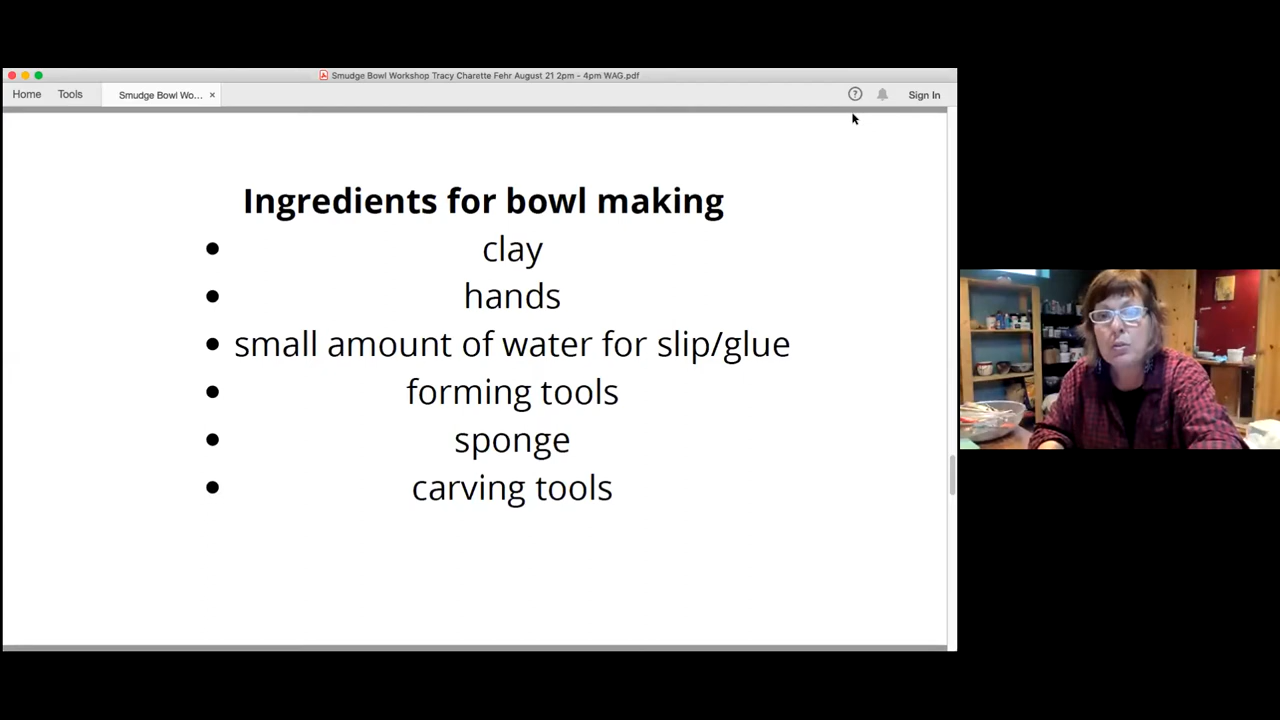 Smudge Bowl Workshop Tracy Charette Fehr August 21 2pm - 4pm WAG.pdf
Home Tools Smudge Bowl Wo... × ? Sign In
Ingredients for bowl making
• clay
• hands
• small amount of water for slip/glue
• forming tools
• sponge
• carving tools